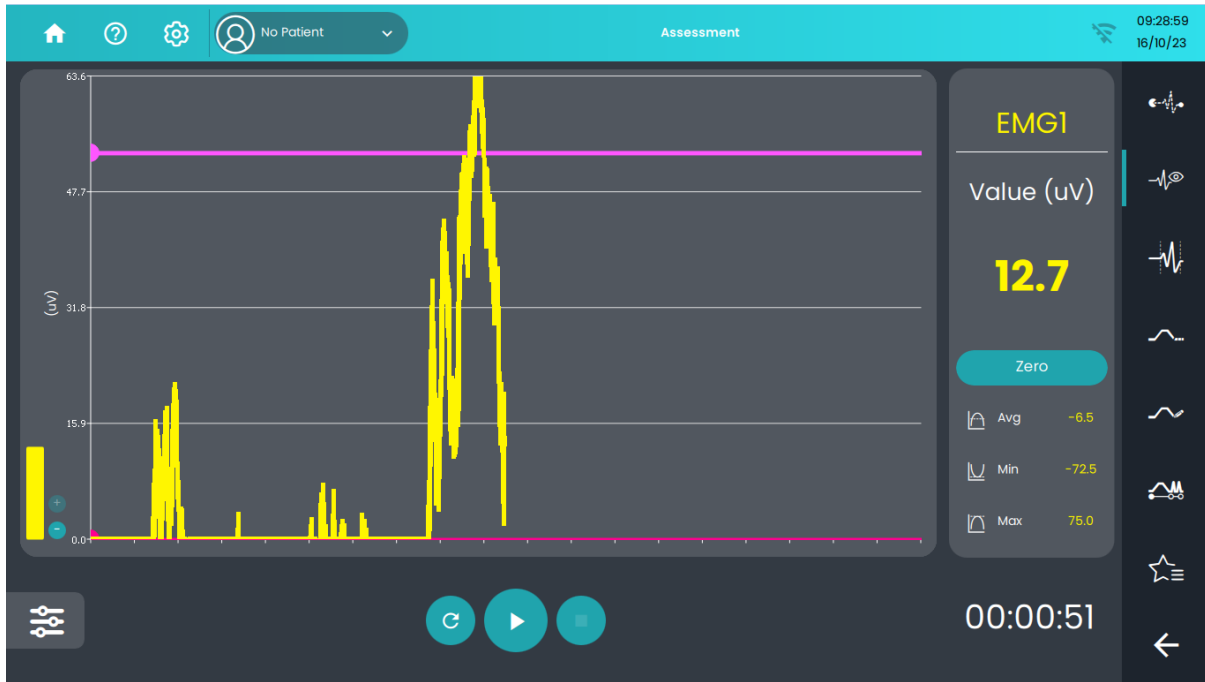 No Patient
Assessment
09:28:59
16/10/23
63.6
47.7
(uV)
31.8
15.9
0.0
EMG1
Value (uV)
12.7
Zero
Avg -6.5
Min -72.5
Max 75.0
00:00:51